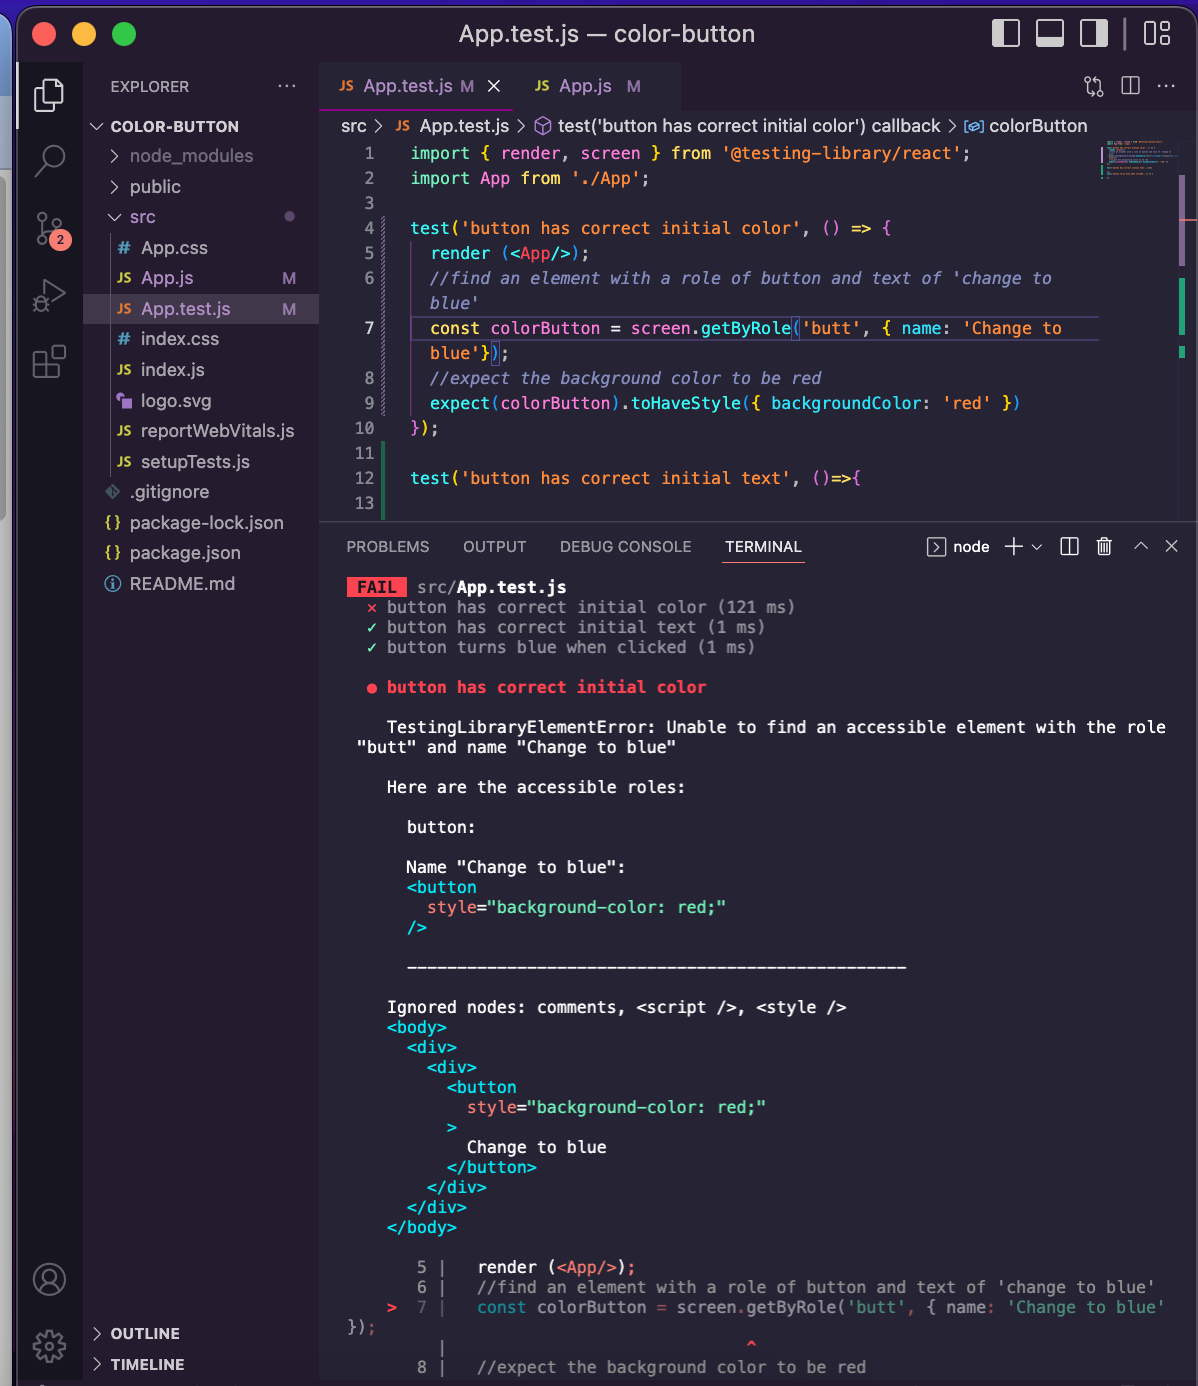 App.test.js — color-button
EXPLORER
COLOR-BUTTON
node_modules
public
src
# App.css
JS App.js M
JS App.test.js M
# index.css
JS index.js
logo.svg
JS reportWebVitals.js
JS setupTests.js
.gitignore
{} package-lock.json
{} package.json
README.md
OUTLINE
TIMELINE
2
JS App.test.js M
JS App.js M
src > JS App.test.js > test('button has correct initial color') callback > colorButton
1 import { render, screen } from '@testing-library/react';
2 import App from './App';
3
4 test('button has correct initial color', () => {
5 render (<App/>);
6 //find an element with a role of button and text of 'change to
blue'
7 const colorButton = screen.getByRole('butt', { name: 'Change to
blue'});
8 //expect the background color to be red
9 expect(colorButton).toHaveStyle({ backgroundColor: 'red' })
10 });
11
12 test('button has correct initial text', ()=>{
13
PROBLEMS OUTPUT DEBUG CONSOLE TERMINAL
node
FAIL src/App.test.js
✕ button has correct initial color (121 ms)
✓ button has correct initial text (1 ms)
✓ button turns blue when clicked (1 ms)
● button has correct initial color
TestingLibraryElementError: Unable to find an accessible element with the role
"butt" and name "Change to blue"
Here are the accessible roles:
button:
Name "Change to blue":
<button
style="background-color: red;"
/>
--------------------------------------------------
Ignored nodes: comments, <script />, <style />
<body>
<div>
<div>
<button
style="background-color: red;"
>
Change to blue
</button>
</div>
</div>
</body>
5 | render (<App/>);
6 | //find an element with a role of button and text of 'change to blue'
> 7 | const colorButton = screen.getByRole('butt', { name: 'Change to blue'
});
| ^
8 | //expect the background color to be red